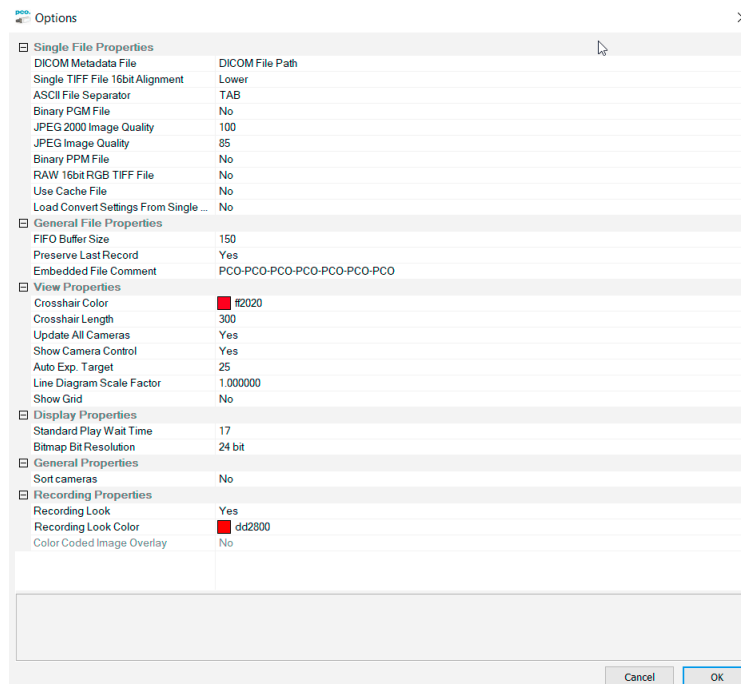 pco.
Options
Single File Properties
DICOM Metadata File DICOM File Path
Single TIFF File 16bit Alignment Lower
ASCII File Separator TAB
Binary PGM File No
JPEG 2000 Image Quality 100
JPEG Image Quality 85
Binary PPM File No
RAW 16bit RGB TIFF File No
Use Cache File No
Load Convert Settings From Single ... No
General File Properties
FIFO Buffer Size 150
Preserve Last Record Yes
Embedded File Comment PCO-PCO-PCO-PCO-PCO-PCO-PCO
View Properties
Crosshair Color ff2020
Crosshair Length 300
Update All Cameras Yes
Show Camera Control Yes
Auto Exp. Target 25
Line Diagram Scale Factor 1.000000
Show Grid No
Display Properties
Standard Play Wait Time 17
Bitmap Bit Resolution 24 bit
General Properties
Sort cameras No
Recording Properties
Recording Look Yes
Recording Look Color dd2800
Color Coded Image Overlay No
Cancel OK